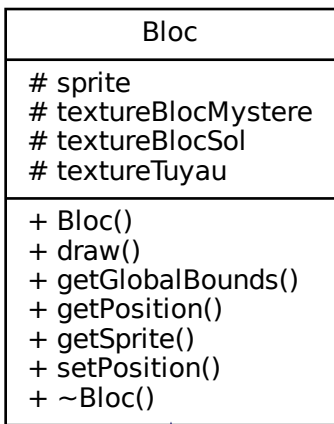 Bloc
# sprite
# textureBlocMystere
# textureBlocSol
# textureTuyau
+ Bloc()
+ draw()
+ getGlobalBounds()
+ getPosition()
+ getSprite()
+ setPosition()
+ ~Bloc()